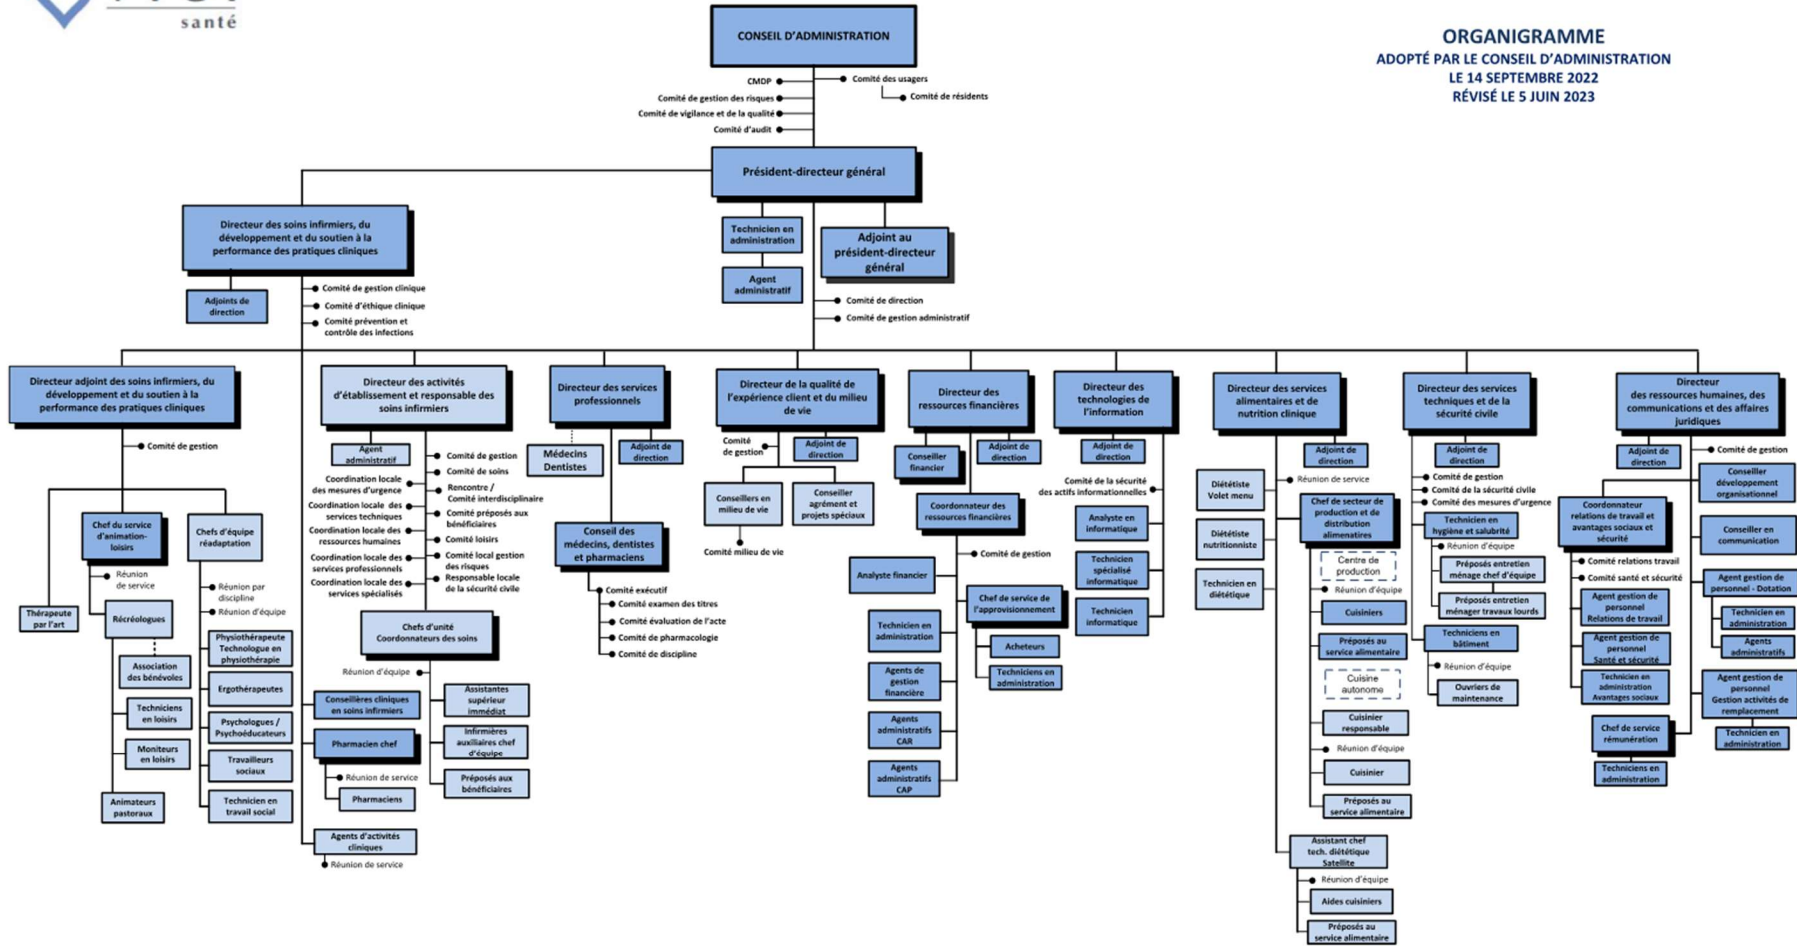 santé
ORGANIGRAMME
ADOPTÉ PAR LE CONSEIL D'ADMINISTRATION
LE 14 SEPTEMBRE 2022
RÉVISÉ LE 5 JUIN 2023
CONSEIL D'ADMINISTRATION
CMDP
Comité des usagers
Comité de gestion des risques
Comité de résidents
Comité de vigilance et de la qualité
Comité d'audit
Président-directeur général
Technicien en
administration
Agent
administratif
Adjoint au
président-directeur
général
Comité de direction
Comité de gestion administratif
Directeur des soins infirmiers, du
développement et du soutien à la
performance des pratiques cliniques
Adjoints de
direction
Comité de gestion clinique
Comité d'éthique clinique
Comité prévention et
contrôle des infections
Directeur adjoint des soins infirmiers, du
développement et du soutien à la
performance des pratiques cliniques
Comité de gestion
Chef du service
d'animation-
loisirs
Réunion
de service
Thérapeute
par l'art
Récréologues
Association
des bénévoles
Techniciens
en loisirs
Moniteurs
en loisirs
Animateurs
pastoraux
Chefs d'équipe
réadaptation
Réunion par
discipline
Réunion d'équipe
Physiothérapeute
Technologue en
physiothérapie
Ergothérapeutes
Psychologues /
Psychoéducateurs
Travailleurs
sociaux
Technicien en
travail social
Directeur des activités
d'établissement et responsable des
soins infirmiers
Agent
administratif
Comité de gestion
Comité de soins
Coordination locale
des mesures d'urgence
Rencontre /
Comité interdisciplinaire
Coordination locale des
services techniques
Comité préposés aux
bénéficiaires
Coordination locale des
ressources humaines
Comité loisirs
Coordination locale des
services professionnels
Comité local gestion
des risques
Coordination locale des
services spécialisés
Responsable locale
de la sécurité civile
Chefs d'unité
Coordonnateurs des soins
Réunion d'équipe
Assistantes
supérieur
immédiat
Infirmières
auxiliaires chef
d'équipe
Préposés aux
bénéficiaires
Conseillères cliniques
en soins infirmiers
Pharmacien chef
Réunion de service
Pharmaciens
Agents d'activités
cliniques
Réunion de service
Directeur des services
professionnels
Médecins
Dentistes
Adjoint de
direction
Conseil des
médecins, dentistes
et pharmaciens
Comité exécutif
Comité examen des titres
Comité évaluation de l'acte
Comité de pharmacologie
Comité de discipline
Directeur de la qualité de
l'expérience client et du milieu
de vie
Comité
de gestion
Adjoint de
direction
Conseillers en
milieu de vie
Comité milieu de vie
Conseiller
agrément et
projets spéciaux
Directeur des
ressources financières
Conseiller
financier
Adjoint de
direction
Coordonnateur des
ressources financières
Comité de gestion
Analyste financier
Chef de service de
l'approvisionnement
Acheteurs
Techniciens en
administration
Technicien en
administration
Agents de
gestion
financière
Agents
administratifs
CAR
Agents
administratifs
CAP
Directeur des
technologies de
l'information
Adjoint de
direction
Comité de la sécurité
des actifs informationnelles
Analyste en
informatique
Technicien
spécialisé
informatique
Technicien
informatique
Directeur des services
alimentaires et de
nutrition clinique
Adjoint de
direction
Réunion de service
Diététiste
Volet menu
Diététiste
nutritionniste
Technicien en
diététique
Chef de secteur de
production et de
distribution
alimenaires
Centre de
production
Réunion d'équipe
Cuisiniers
Préposés au
service alimentaire
Cuisine
autonome
Cuisinier
responsable
Réunion d'équipe
Cuisinier
Préposés au
service alimentaire
Assistant chef
tech. diététique
Satellite
Réunion d'équipe
Aides cuisiniers
Préposés au
service alimentaire
Directeur des services
techniques et de la
sécurité civile
Adjoint de
direction
Comité de gestion
Comité de la sécurité civile
Comité des mesures d'urgence
Technicien en
hygiène et salubrité
Réunion d'équipe
Préposés entretien
ménage chef d'équipe
Préposés entretien
ménager travaux lourds
Techniciens en
bâtiment
Réunion d'équipe
Ouvriers de
maintenance
Directeur
des ressources humaines, des
communications et des affaires
juridiques
Adjoint de
direction
Comité de gestion
Conseiller
développement
organisationnel
Coordonnateur
relations de travail et
avantages sociaux et
sécurité
Comité relations travail
Comité santé et sécurité
Agent gestion de
personnel
Relations de travail
Agent gestion de
personnel
Santé et sécurité
Technicien en
administration
Avantages sociaux
Conseiller en
communication
Agent gestion de
personnel - Dotation
Technicien en
administration
Agents
administratifs
Agent gestion de
personnel
Gestion activités de
remplacement
Technicien en
administration
Chef de service
rémunération
Techniciens en
administration